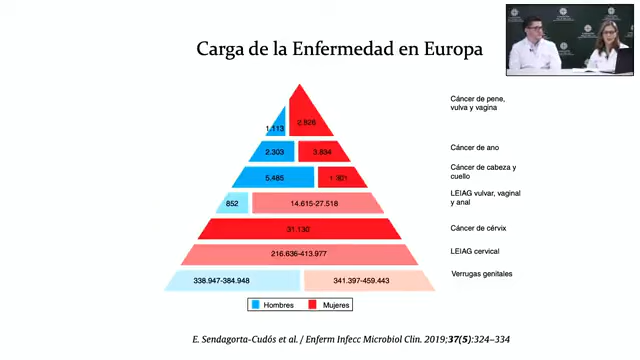 Carga de la Enfermedad en Europa
1.113
2.828
Cáncer de pene,
vulva y vagina
2.303
3.834
Cáncer de ano
5.485
Cáncer de cabeza y
cuello
852
14.615-27.518
LEIAG vulvar, vaginal
y anal
31.130
Cáncer de cérvix
216.636-413.977
LEIAG cervical
338.947-384.948
341.397-459.443
Verrugas genitales
Hombres
Mujeres
E. Sendagorta-Cudós et al. / Enferm Infecc Microbiol Clin. 2019;37(5):324–334